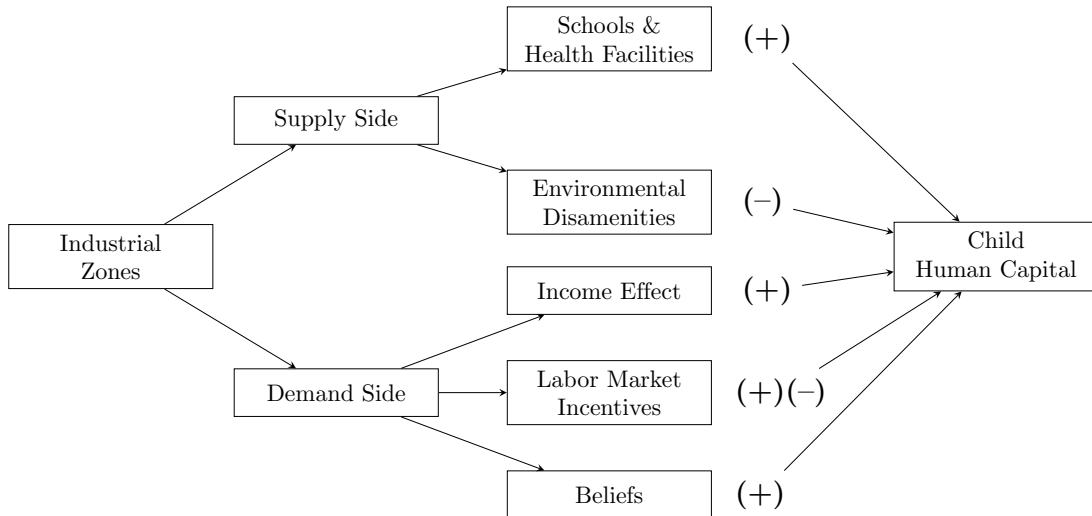 Schools &
Health Facilities
(+)
Supply Side
Environmental
Disamenities
(–)
Industrial
Zones
Child
Human Capital
Income Effect
(+)
Demand Side
Labor Market
Incentives
(+)(–)
Beliefs
(+)